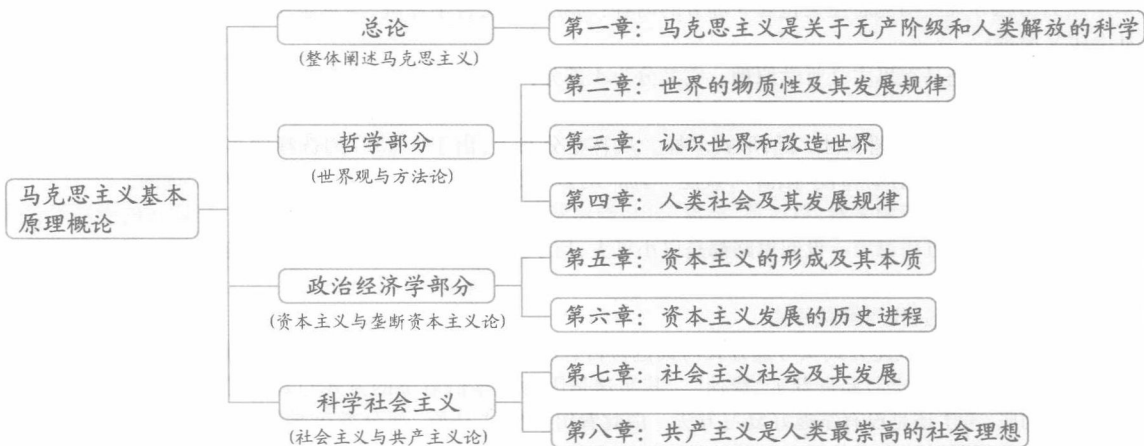 总论
(整体阐述马克思主义)
第一章：马克思主义是关于无产阶级和人类解放的科学
哲学部分
(世界观与方法论)
第二章：世界的物质性及其发展规律
第三章：认识世界和改造世界
第四章：人类社会及其发展规律
马克思主义基本
原理概论
政治经济学部分
(资本主义与垄断资本主义论)
第五章：资本主义的形成及其本质
第六章：资本主义发展的历史进程
科学社会主义
(社会主义与共产主义论)
第七章：社会主义社会及其发展
第八章：共产主义是人类最崇高的社会理想